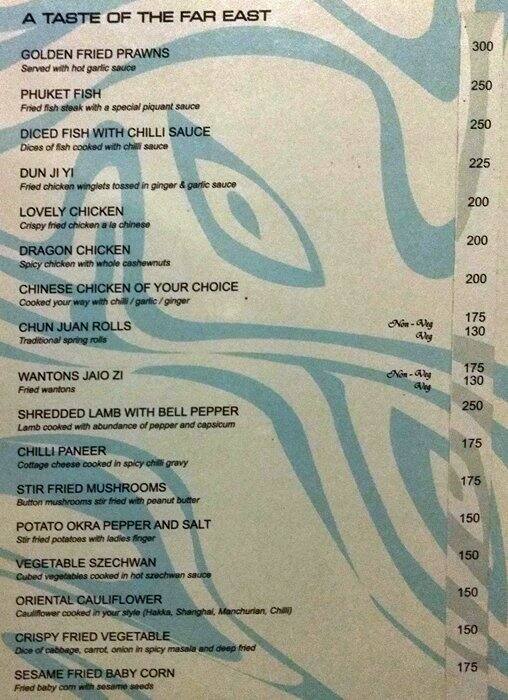 A TASTE OF THE FAR EAST
GOLDEN FRIED PRAWNS 300
Served with hot garlic sauce
PHUKET FISH 250
Fried fish steak with a special piquant sauce
DICED FISH WITH CHILLI SAUCE 250
Dices of fish cooked with chilli sauce
DUN JI YI 225
Fried chicken winglets tossed in ginger & garlic sauce
LOVELY CHICKEN 200
Crispy fried chicken a la chinese
DRAGON CHICKEN 200
Spicy chicken with whole cashewnuts
CHINESE CHICKEN OF YOUR CHOICE 200
Cooked your way with chilli / garlic / ginger
CHUN JUAN ROLLS Non - Veg 175
Traditional spring rolls Veg 130
WANTONS JAIO ZI Non - Veg 175
Fried wantons Veg 130
SHREDDED LAMB WITH BELL PEPPER 250
Lamb cooked with abundance of pepper and capsicum
CHILLI PANEER 175
Cottage cheese cooked in spicy chilli gravy
STIR FRIED MUSHROOMS 175
Button mushrooms stir fried with peanut butter
POTATO OKRA PEPPER AND SALT 150
Stir fried potatoes with ladies finger
VEGETABLE SZECHWAN 150
Cubed vegetables cooked in hot szechwan sauce
ORIENTAL CAULIFLOWER 150
Cauliflower cooked in your style (Hakka, Shanghai, Manchurian, Chilli)
CRISPY FRIED VEGETABLE 150
Dice of cabbage, carrot, onion in spicy masala and deep fried
SESAME FRIED BABY CORN 175
Fried baby corn with sesame seeds